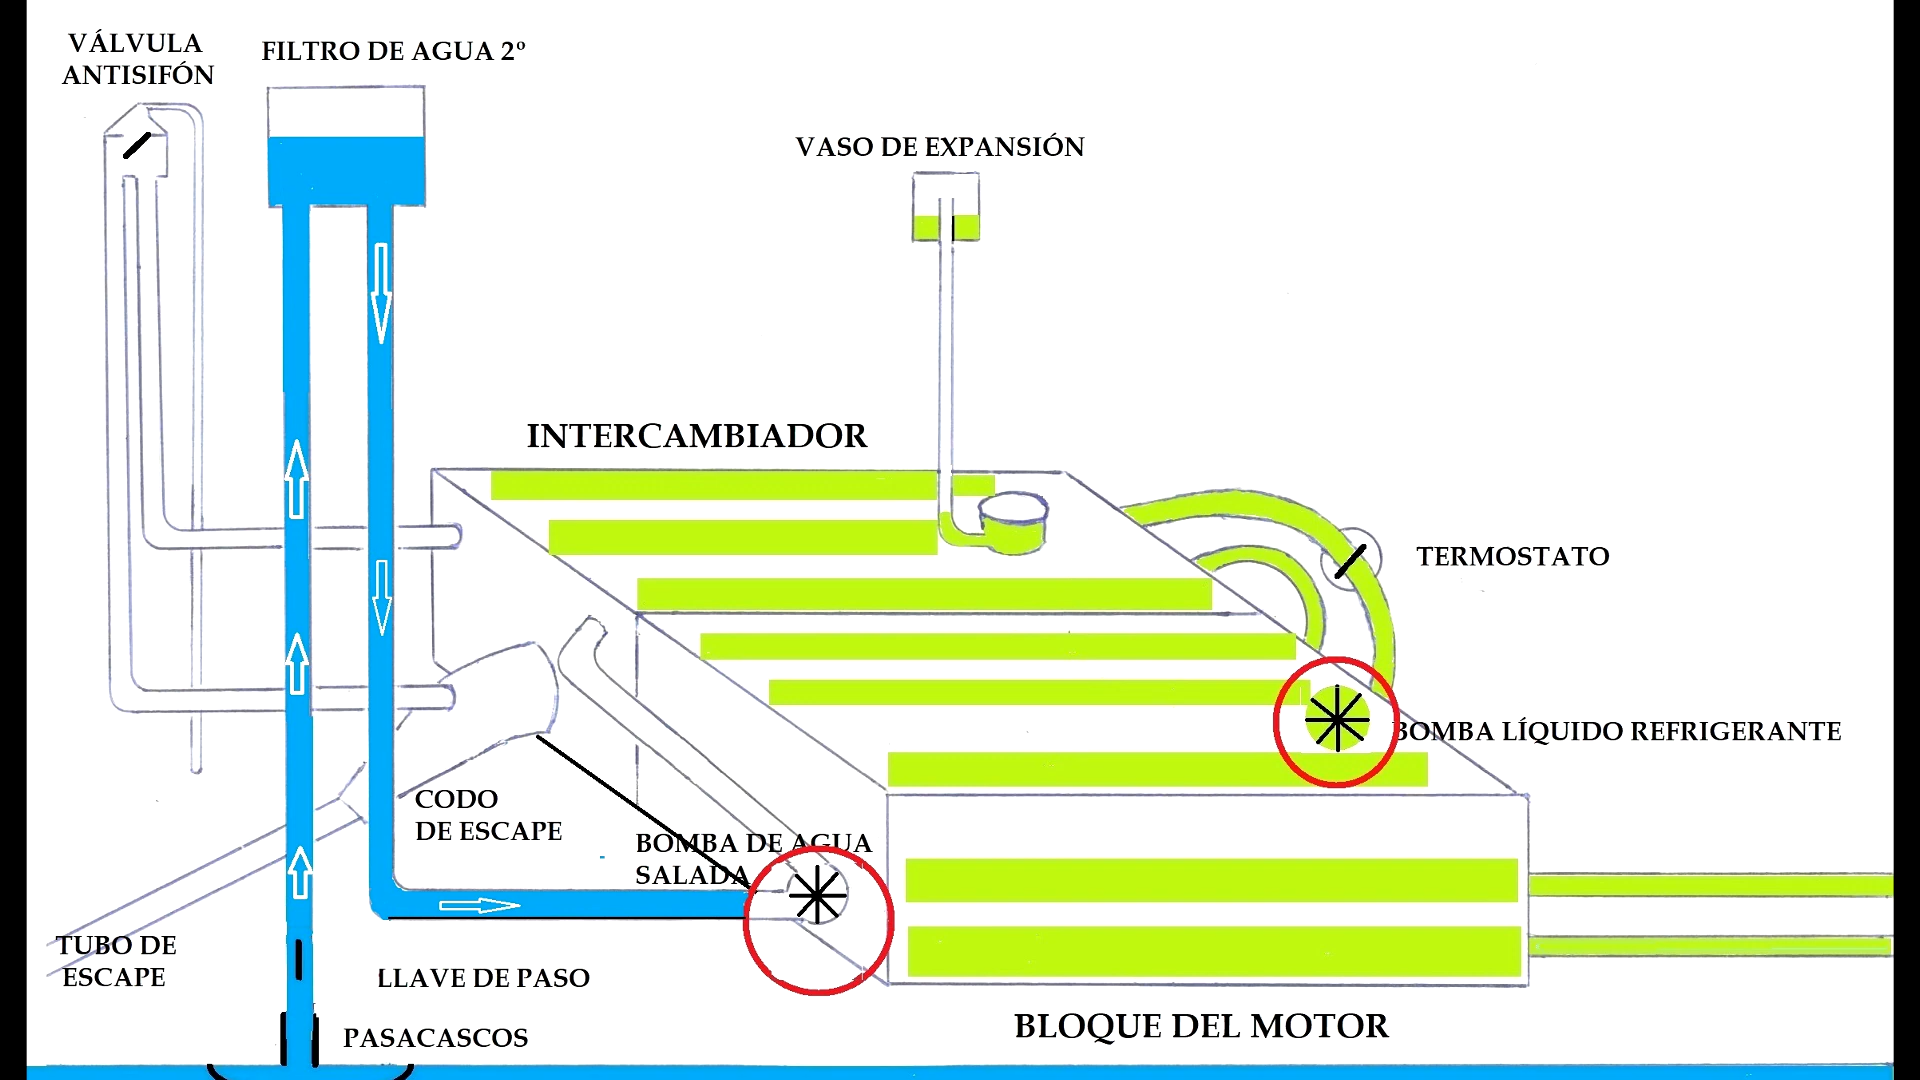 VÁLVULA
ANTISIFÓN
FILTRO DE AGUA 2º
VASO DE EXPANSIÓN
INTERCAMBIADOR
TERMOSTATO
BOMBA LÍQUIDO REFRIGERANTE
CODO
DE ESCAPE
BOMBA DE AGUA
SALADA
TUBO DE
ESCAPE
LLAVE DE PASO
PASACASCOS
BLOQUE DEL MOTOR